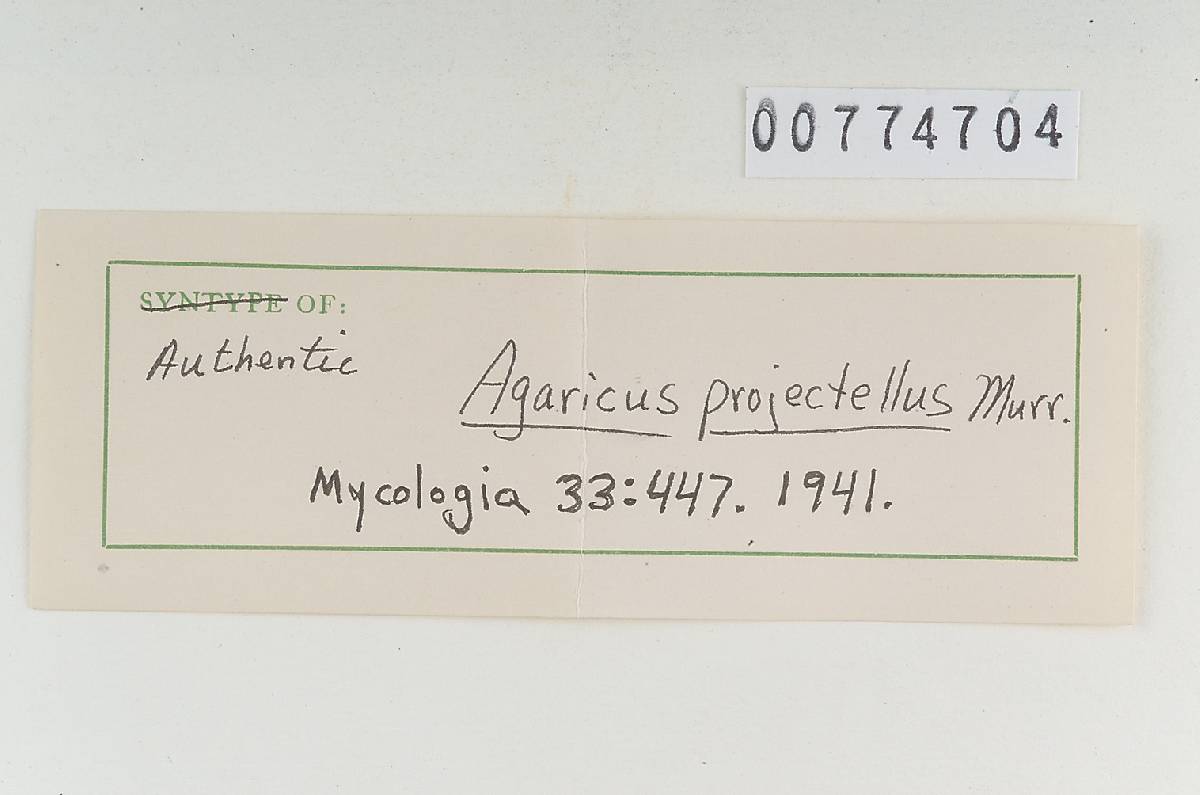 00774704
SYNTYPE OF:
Authentic
Agaricus projectellus Murr.
Mycologia 33:447. 1941.